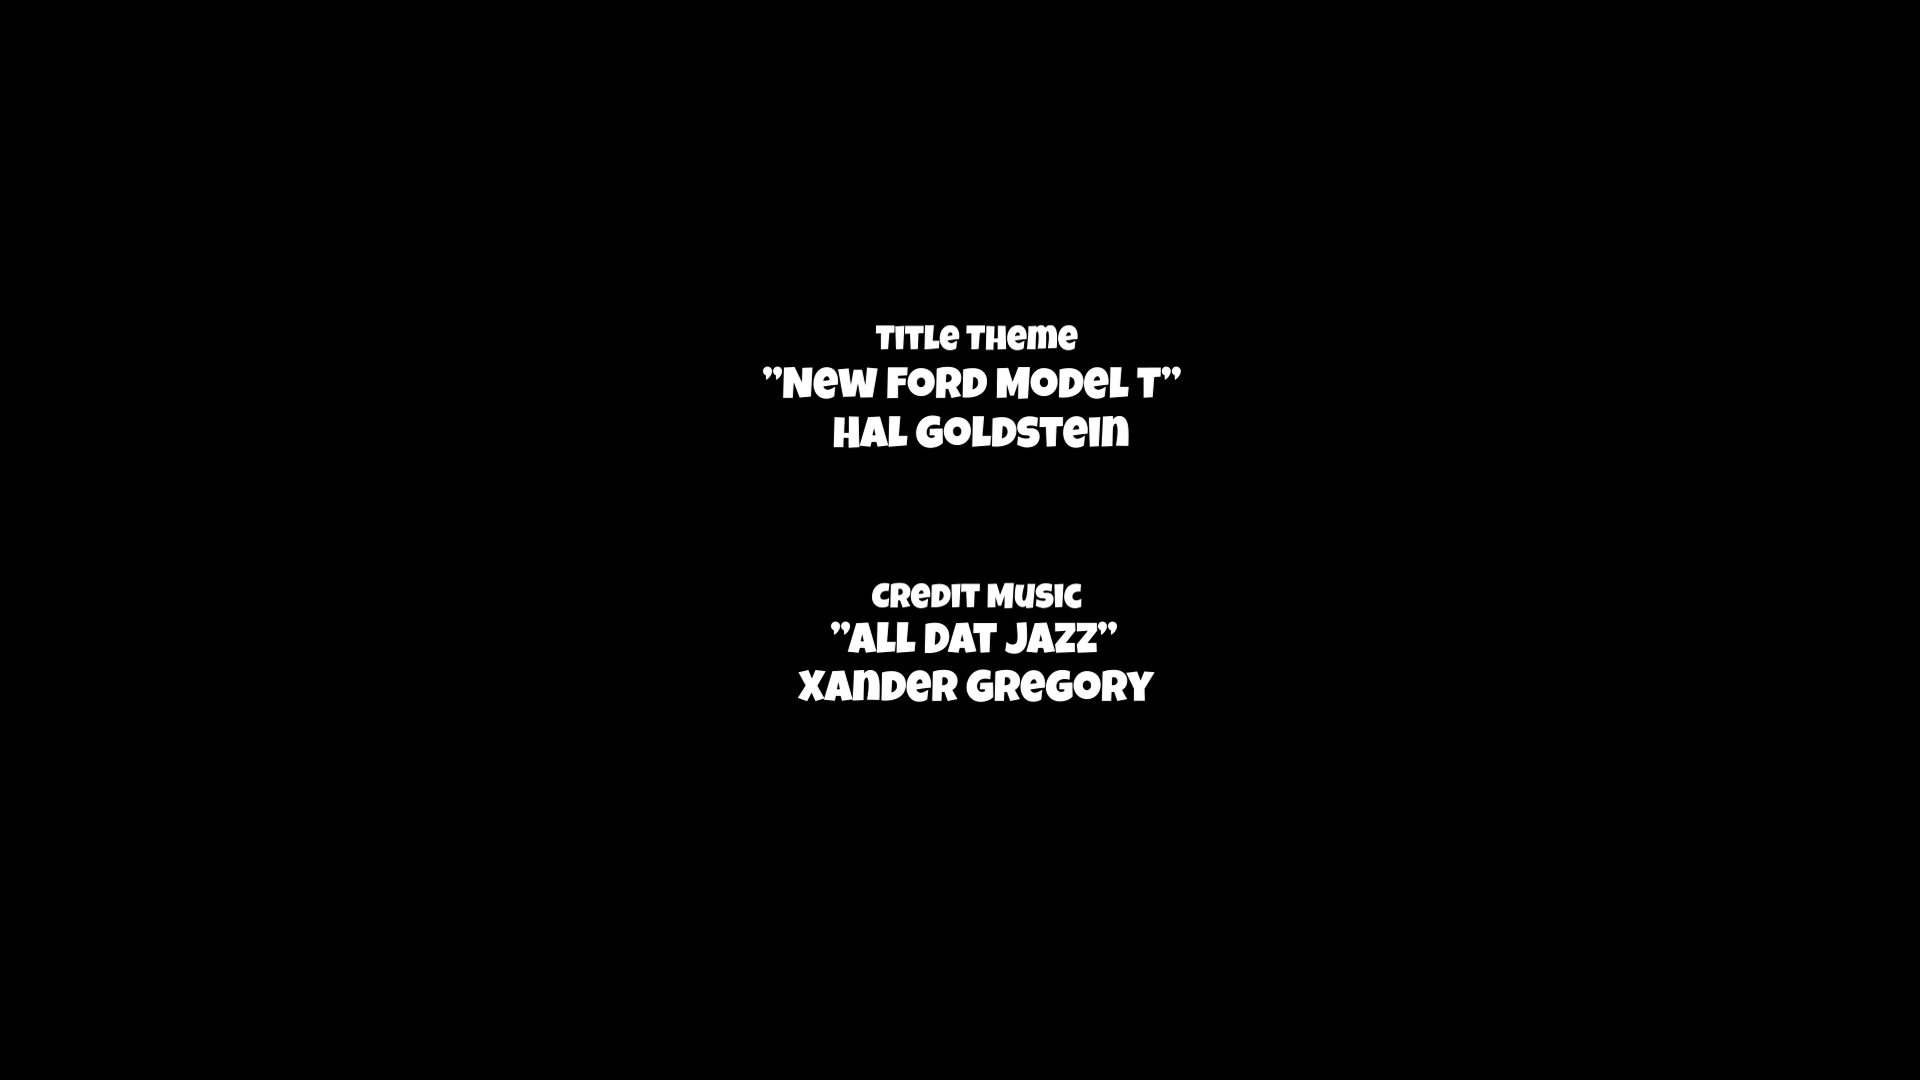 Title Theme
”New Ford Model T”
Hal Goldstein
Credit Music
”All Dat Jazz”
Xander Gregory